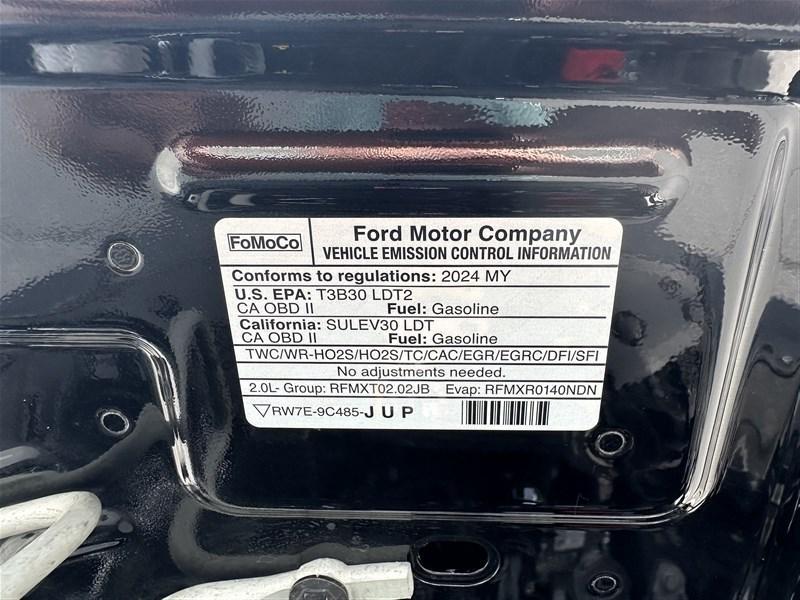 FoMoCo
Ford Motor Company
VEHICLE EMISSION CONTROL INFORMATION
Conforms to regulations: 2024 MY
U.S. EPA: T3B30 LDT2
CA OBD II Fuel: Gasoline
California: SULEV30 LDT
CA OBD II Fuel: Gasoline
TWC/WR-HO2S/HO2S/TC/CAC/EGR/EGRC/DFI/SFI
No adjustments needed.
2.0L- Group: RFMXT02.02JB Evap: RFMXR0140NDN
RW7E-9C485-JUP